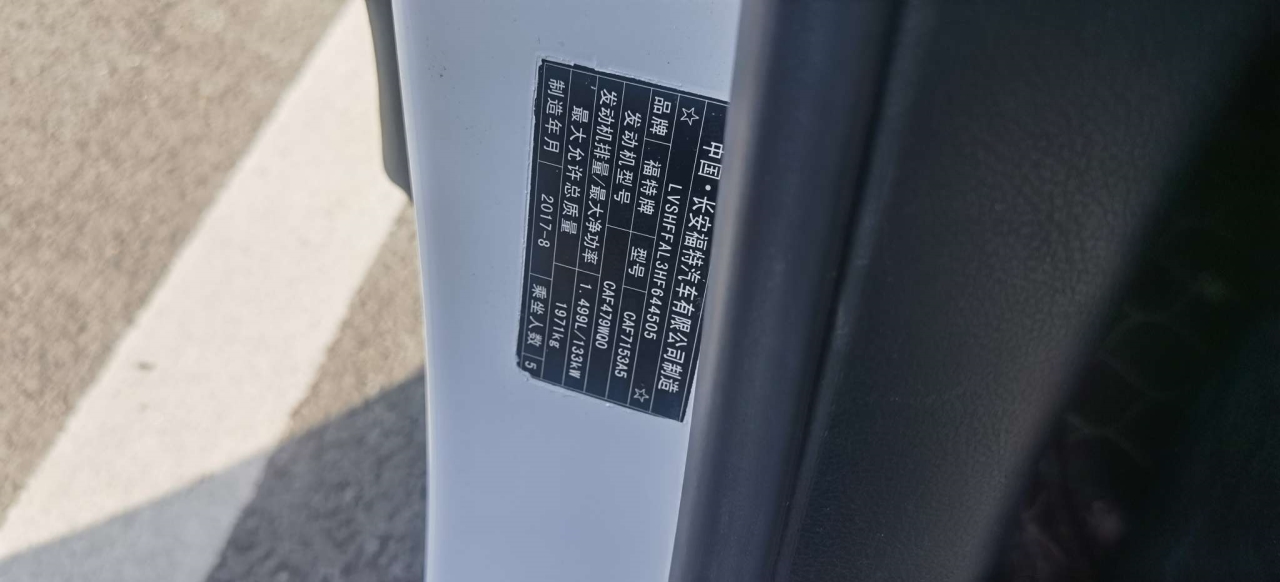 中国·长安福特汽车有限公司制造
☆ LVSHFFAL3HF644505 ☆
品牌 福特牌 型号 CAF7153A5
发动机型号 CAF479WQ0
发动机排量/最大净功率 1.499L/133kW
最大允许总质量 1971kg
制造年月 2017-8 乘坐人数 5